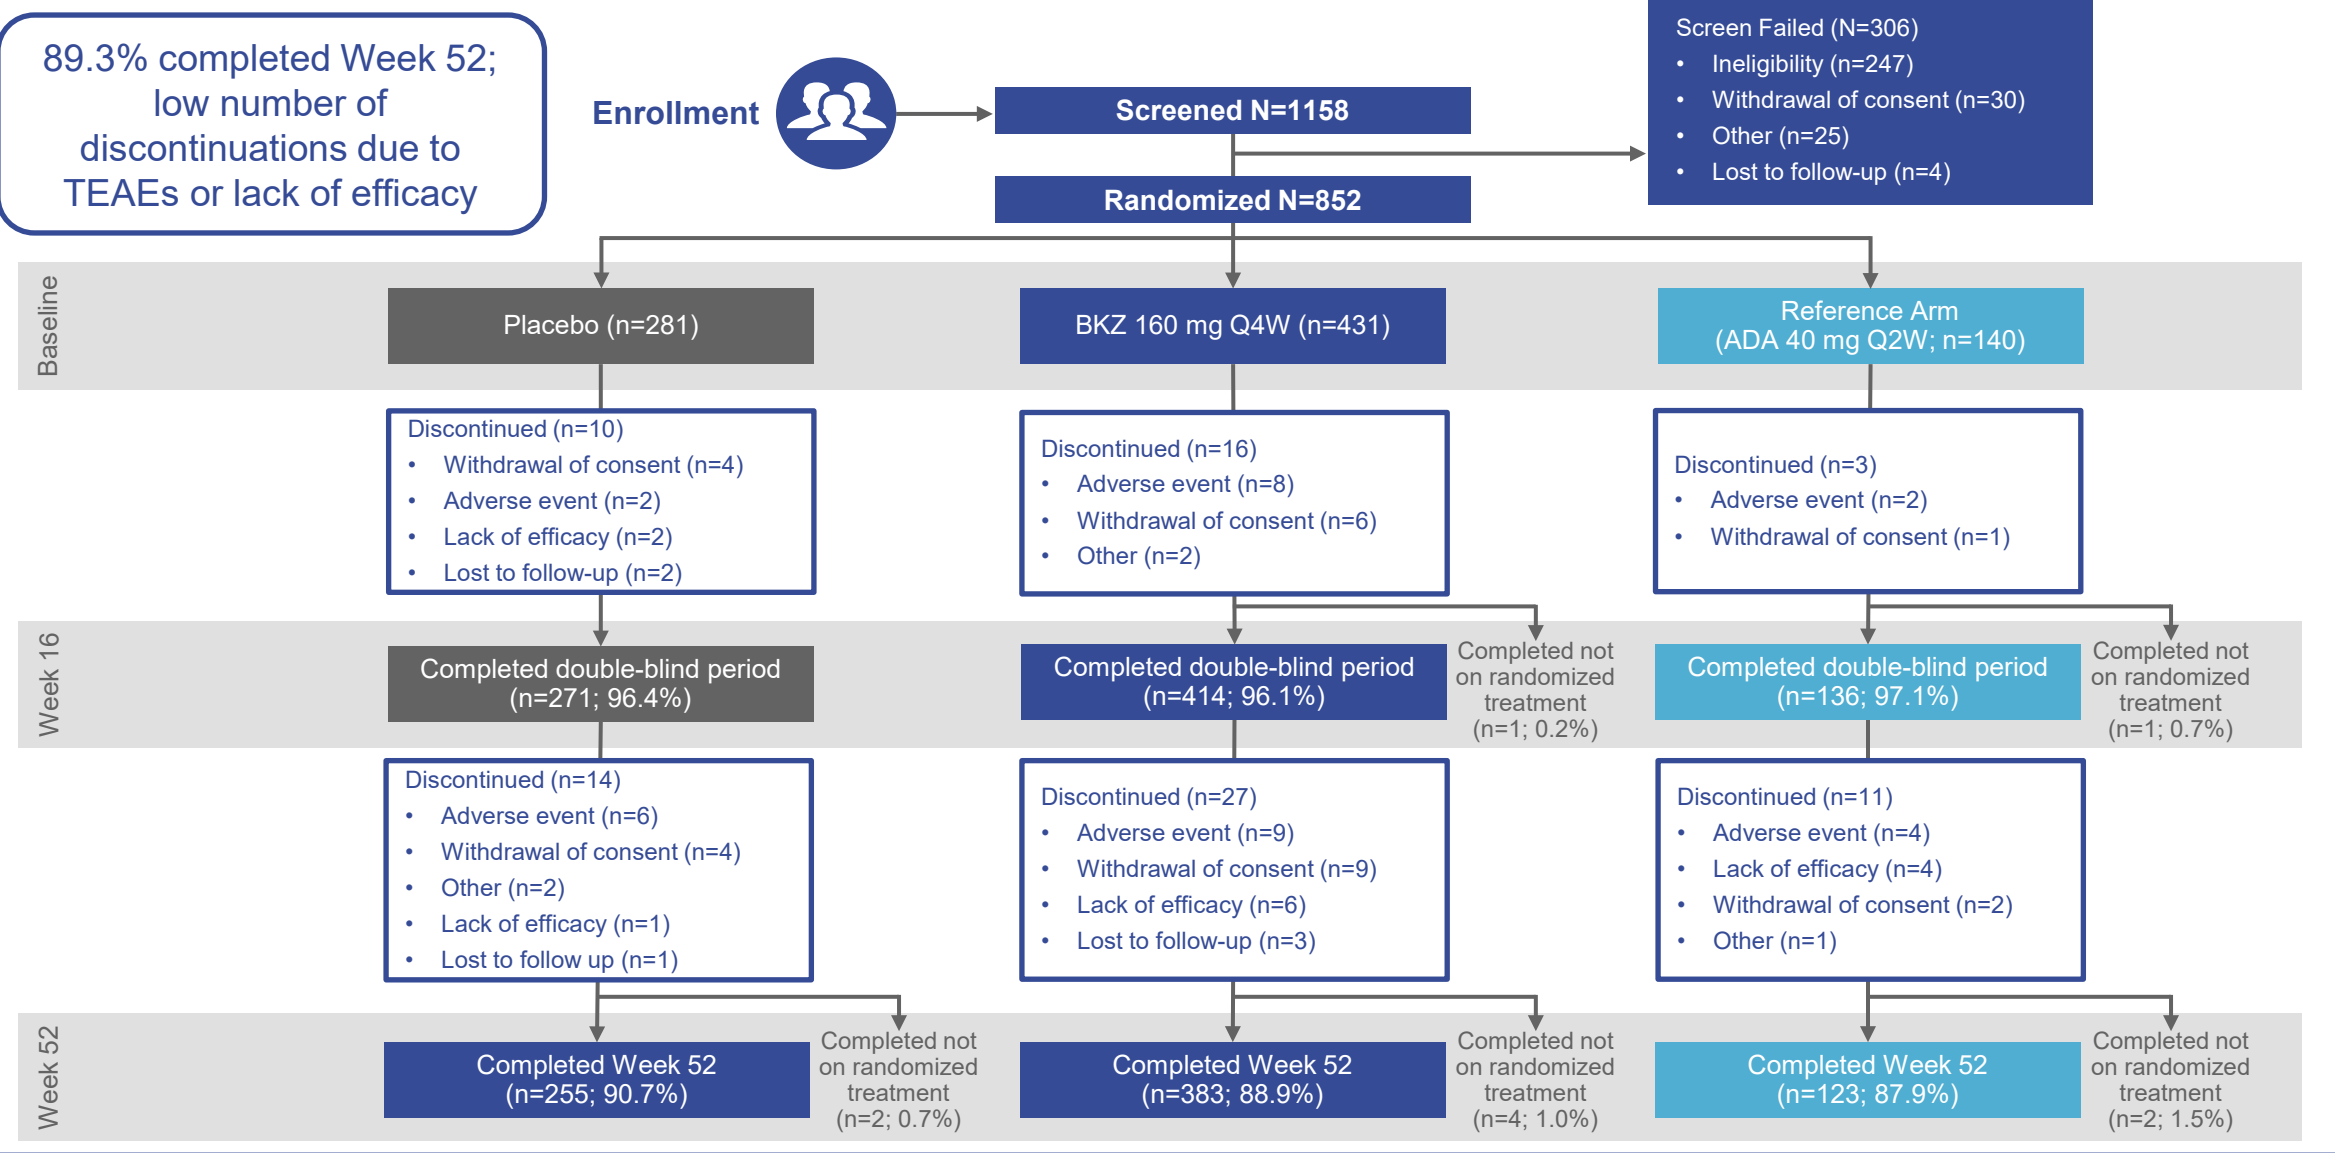 89.3% completed Week 52;
low number of
discontinuations due to
TEAEs or lack of efficacy
Enrollment
Screened N=1158
Randomized N=852
Screen Failed (N=306)
• Ineligibility (n=247)
• Withdrawal of consent (n=30)
• Other (n=25)
• Lost to follow-up (n=4)
Baseline
Placebo (n=281)
BKZ 160 mg Q4W (n=431)
Reference Arm
(ADA 40 mg Q2W; n=140)
Discontinued (n=10)
• Withdrawal of consent (n=4)
• Adverse event (n=2)
• Lack of efficacy (n=2)
• Lost to follow-up (n=2)
Discontinued (n=16)
• Adverse event (n=8)
• Withdrawal of consent (n=6)
• Other (n=2)
Discontinued (n=3)
• Adverse event (n=2)
• Withdrawal of consent (n=1)
Week 16
Completed double-blind period
(n=271; 96.4%)
Completed double-blind period
(n=414; 96.1%)
Completed not
on randomized
treatment
(n=1; 0.2%)
Completed double-blind period
(n=136; 97.1%)
Completed not
on randomized
treatment
(n=1; 0.7%)
Discontinued (n=14)
• Adverse event (n=6)
• Withdrawal of consent (n=4)
• Other (n=2)
• Lack of efficacy (n=1)
• Lost to follow up (n=1)
Discontinued (n=27)
• Adverse event (n=9)
• Withdrawal of consent (n=9)
• Lack of efficacy (n=6)
• Lost to follow-up (n=3)
Discontinued (n=11)
• Adverse event (n=4)
• Lack of efficacy (n=4)
• Withdrawal of consent (n=2)
• Other (n=1)
Week 52
Completed Week 52
(n=255; 90.7%)
Completed not
on randomized
treatment
(n=2; 0.7%)
Completed Week 52
(n=383; 88.9%)
Completed not
on randomized
treatment
(n=4; 1.0%)
Completed Week 52
(n=123; 87.9%)
Completed not
on randomized
treatment
(n=2; 1.5%)